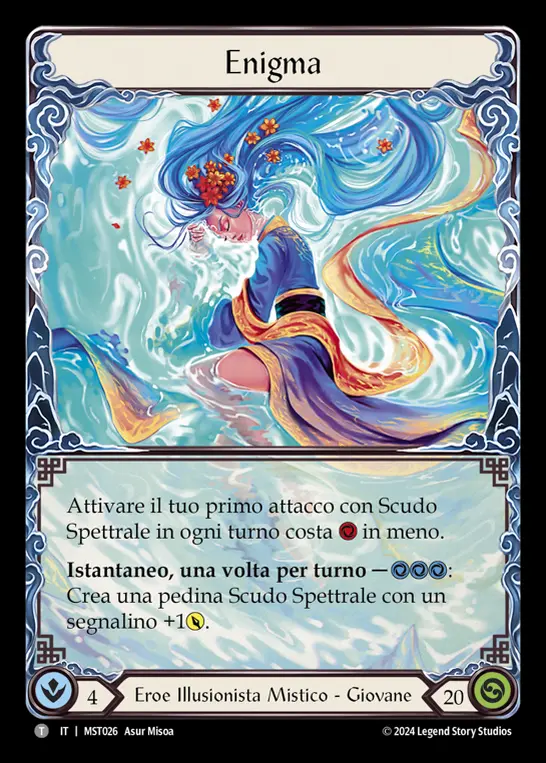 Enigma
Attivare il tuo primo attacco con Scudo
Spettrale in ogni turno costa in meno.
Istantaneo, una volta per turno — :
Crea una pedina Scudo Spettrale con un
segnalino +1.
4 Eroe Illusionista Mistico - Giovane 20
T IT | MST026 Asur Misoa © 2024 Legend Story Studios